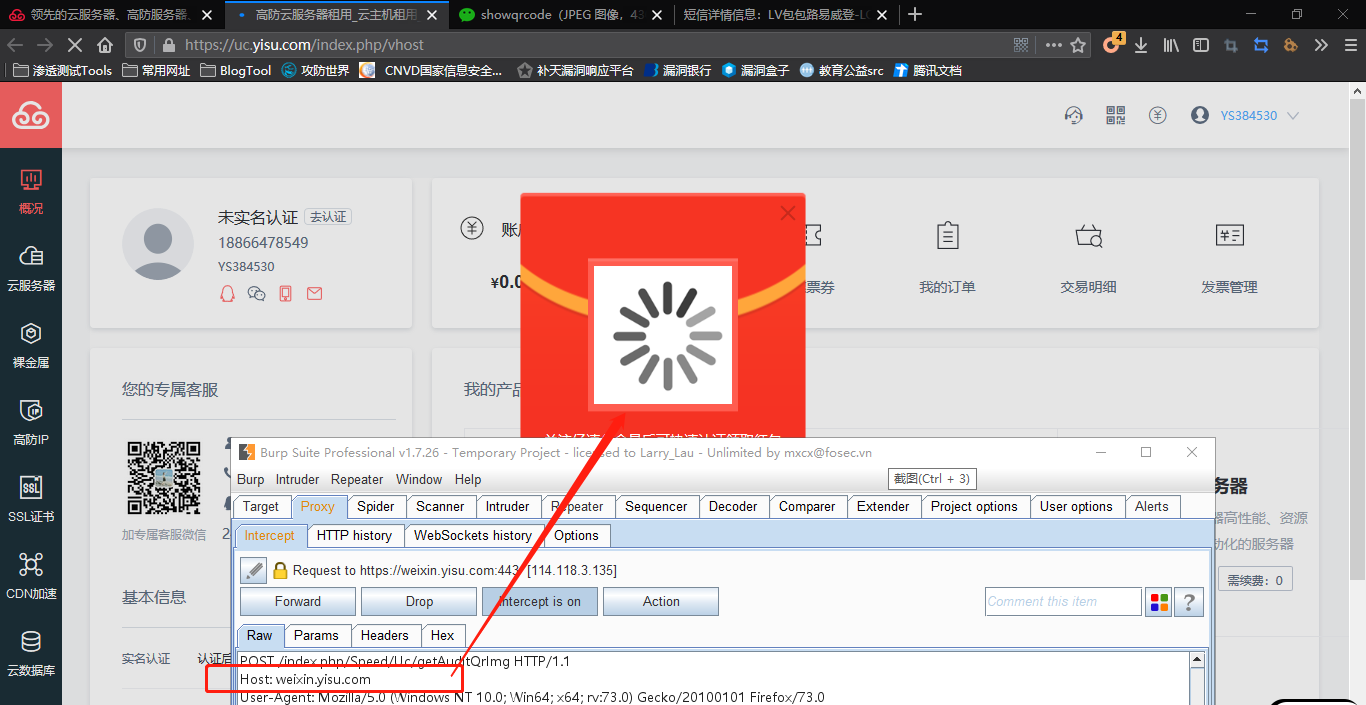 领先的云服务器、高防服务器、
高防云服务器租用_云主机租用
showqrcode (JPEG 图像, 43
短信详情信息: LV包包路易威登-LO
https://uc.yisu.com/index.php/vhost
4
渗透测试Tools
常用网址
BlogTool
攻防世界
CNVD国家信息安全...
补天漏洞响应平台
漏洞银行
漏洞盒子
教育公益src
腾讯文档
YS384530
概况
云服务器
裸金属
高防IP
SSL
SSL证书
CDN加速
云数据库
未实名认证
去认证
18866478549
YS384530
账户
¥0.0
票券
我的订单
交易明细
发票管理
您的专属客服
加专属客服微信
2
基本信息
实名认证
认证后
我的产品
务器
器高性能、资源
动化的服务器
需续费: 0
Burp Suite Professional v1.7.26 - Temporary Project - licensed to Larry_Lau - Unlimited by mxcx@fosec.vn
Burp Intruder Repeater Window Help
截图(Ctrl + 3)
Target Proxy Spider Scanner Intruder Repeater Sequencer Decoder Comparer Extender Project options User options Alerts
Intercept HTTP history WebSockets history Options
Request to https://weixin.yisu.com:443 [114.118.3.135]
Forward Drop Intercept is on Action
Comment this item
?
Raw Params Headers Hex
POST /index.php/Speed/Uc/getAuditQrImg HTTP/1.1
Host: weixin.yisu.com
User-Agent: Mozilla/5.0 (Windows NT 10.0; Win64; x64; rv:73.0) Gecko/20100101 Firefox/73.0